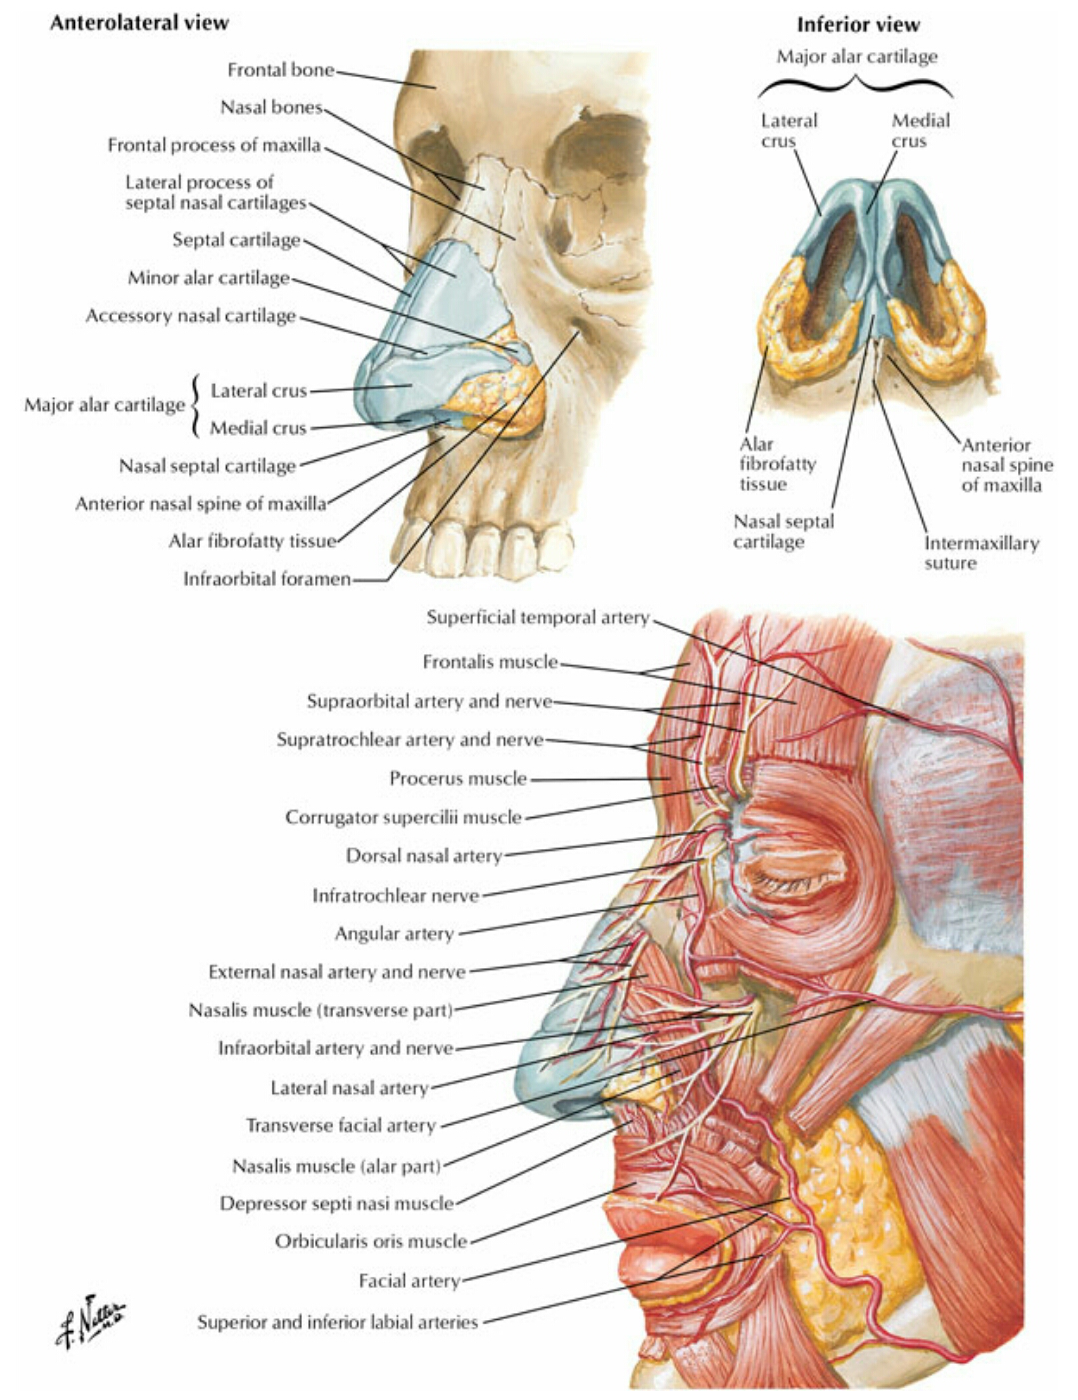 Anterolateral view
Frontal bone
Nasal bones
Frontal process of maxilla
Lateral process of
septal nasal cartilages
Septal cartilage
Minor alar cartilage
Accessory nasal cartilage
Major alar cartilage
Lateral crus
Medial crus
Nasal septal cartilage
Anterior nasal spine of maxilla
Alar fibrofatty tissue
Infraorbital foramen
Inferior view
Major alar cartilage
Lateral
crus
Medial
crus
Alar
fibrofatty
tissue
Nasal septal
cartilage
Anterior
nasal spine
of maxilla
Intermaxillary
suture
Superficial temporal artery
Frontalis muscle
Supraorbital artery and nerve
Supratrochlear artery and nerve
Procerus muscle
Corrugator supercilii muscle
Dorsal nasal artery
Infratrochlear nerve
Angular artery
External nasal artery and nerve
Nasalis muscle (transverse part)
Infraorbital artery and nerve
Lateral nasal artery
Transverse facial artery
Nasalis muscle (alar part)
Depressor septi nasi muscle
Orbicularis oris muscle
Facial artery
Superior and inferior labial arteries
F. Netter
M.D.